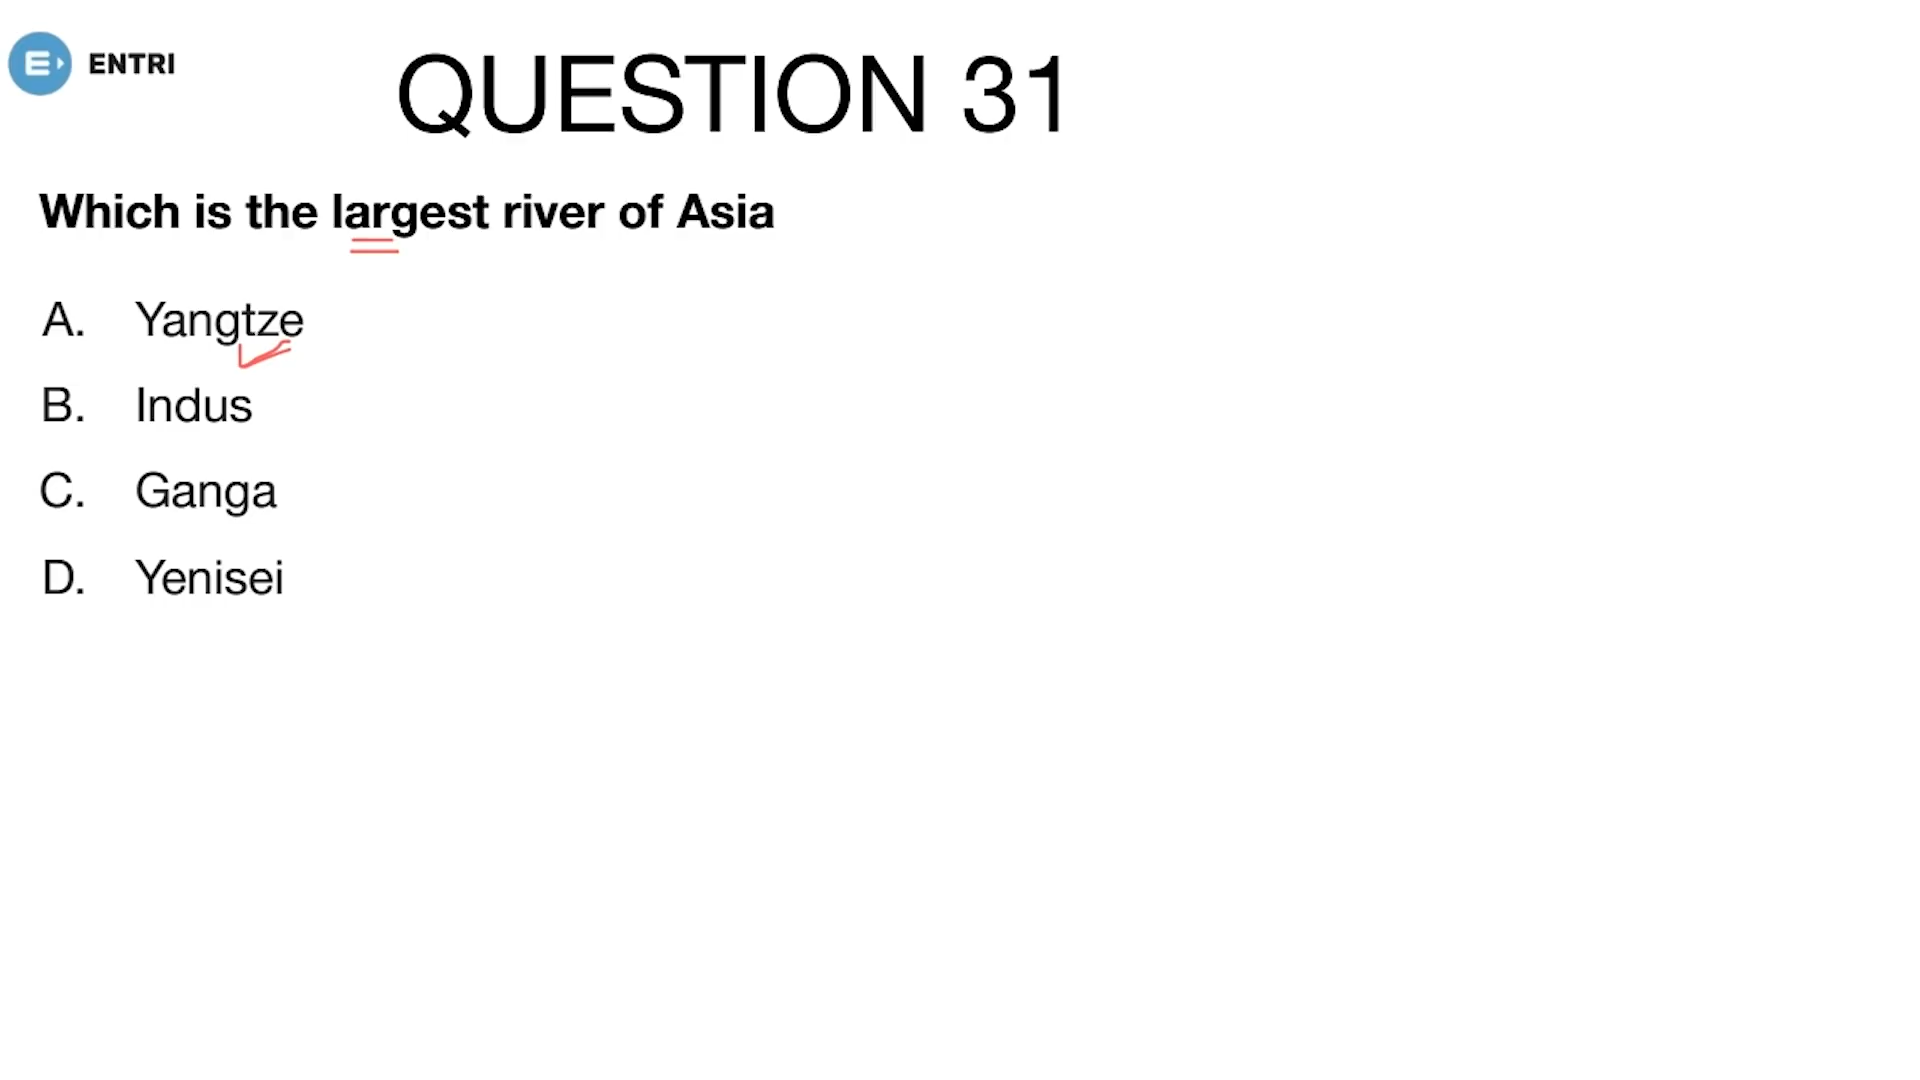 ENTRI
QUESTION 31
Which is the largest river of Asia
A. Yangtze
B. Indus
C. Ganga
D. Yenisei